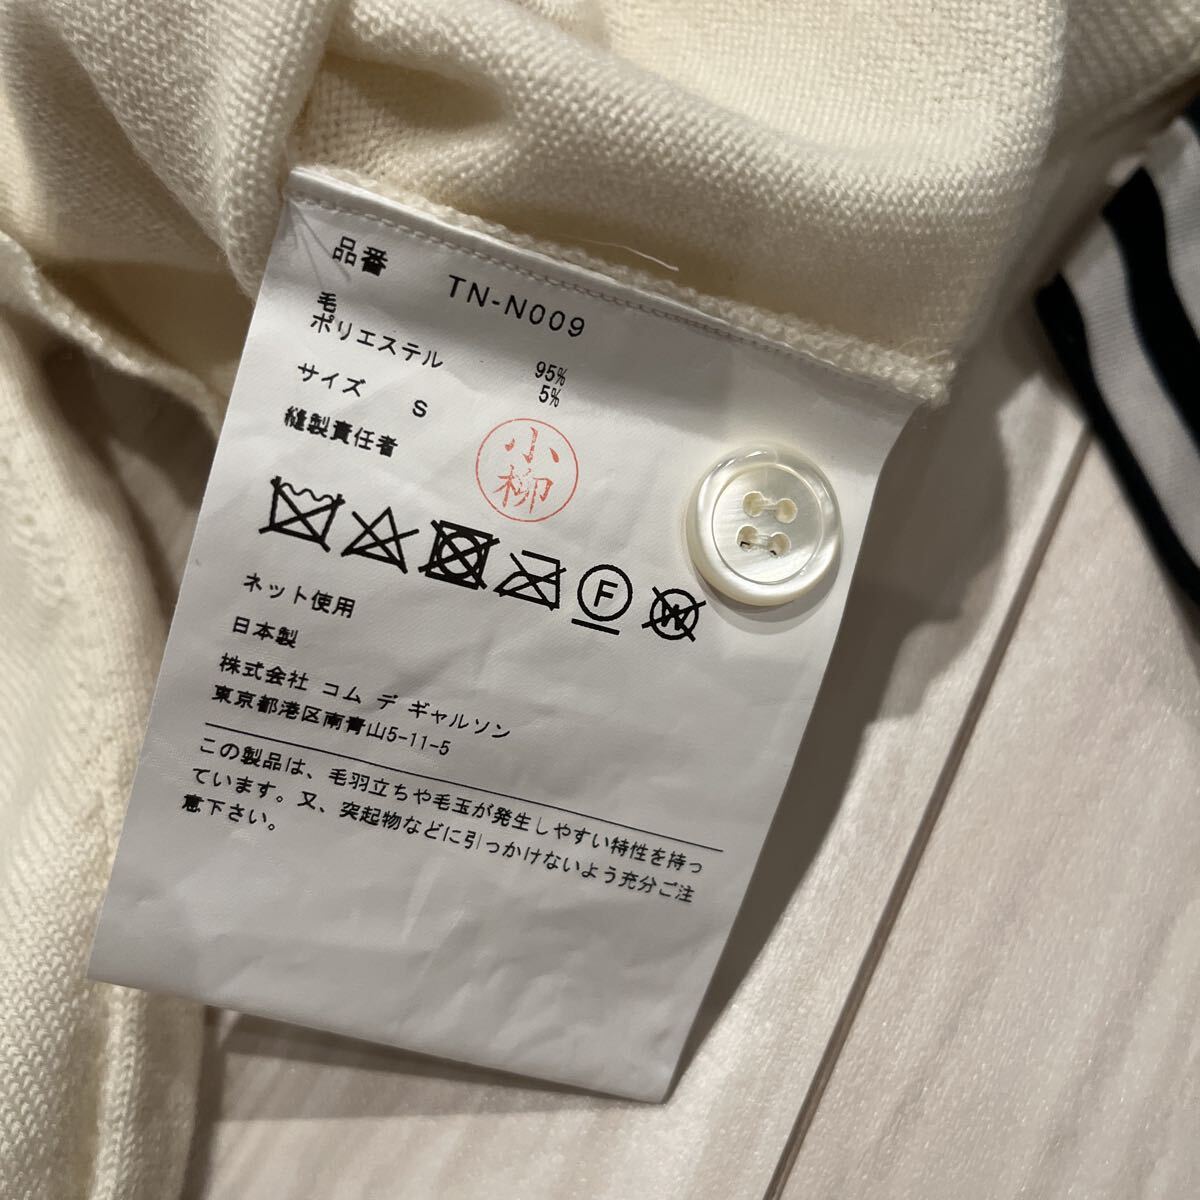 品番 TN-N009
毛 95%
ポリエステル 5%
サイズ S
縫製責任者
小
柳
F
W
ネット使用
日本製
株式会社 コム デ ギャルソン
東京都港区南青山5-11-5
この製品は、毛羽立ちや毛玉が発生しやすい特性を持っ
ています。又、突起物などに引っかけないよう充分ご注
意下さい。